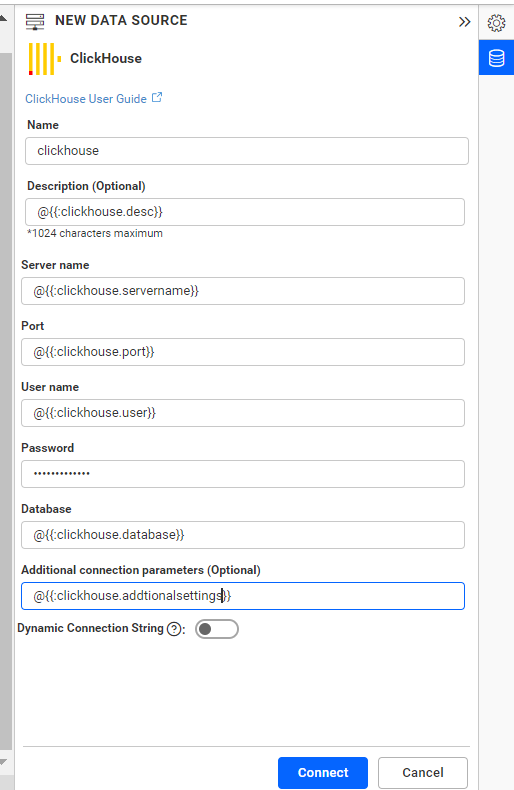 NEW DATA SOURCE
ClickHouse
ClickHouse User Guide
Name
clickhouse
Description (Optional)
@{{:clickhouse.desc}}
*1024 characters maximum
Server name
@{{:clickhouse.servername}}
Port
@{{:clickhouse.port}}
User name
@{{:clickhouse.user}}
Password
•••••••••••••
Database
@{{:clickhouse.database}}
Additional connection parameters (Optional)
@{{:clickhouse.addtionalsettings}}
Dynamic Connection String ? :
Connect Cancel